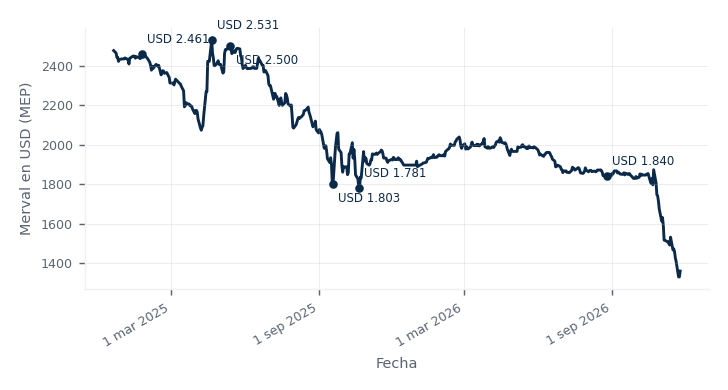 USD 2.531
USD 2.461
USD 2.500
USD 1.781
USD 1.803
USD 1.840
Merval en USD (MEP)
2400
2200
2000
1800
1600
1400
1 mar 2025
1 sep 2025
1 mar 2026
1 sep 2026
Fecha